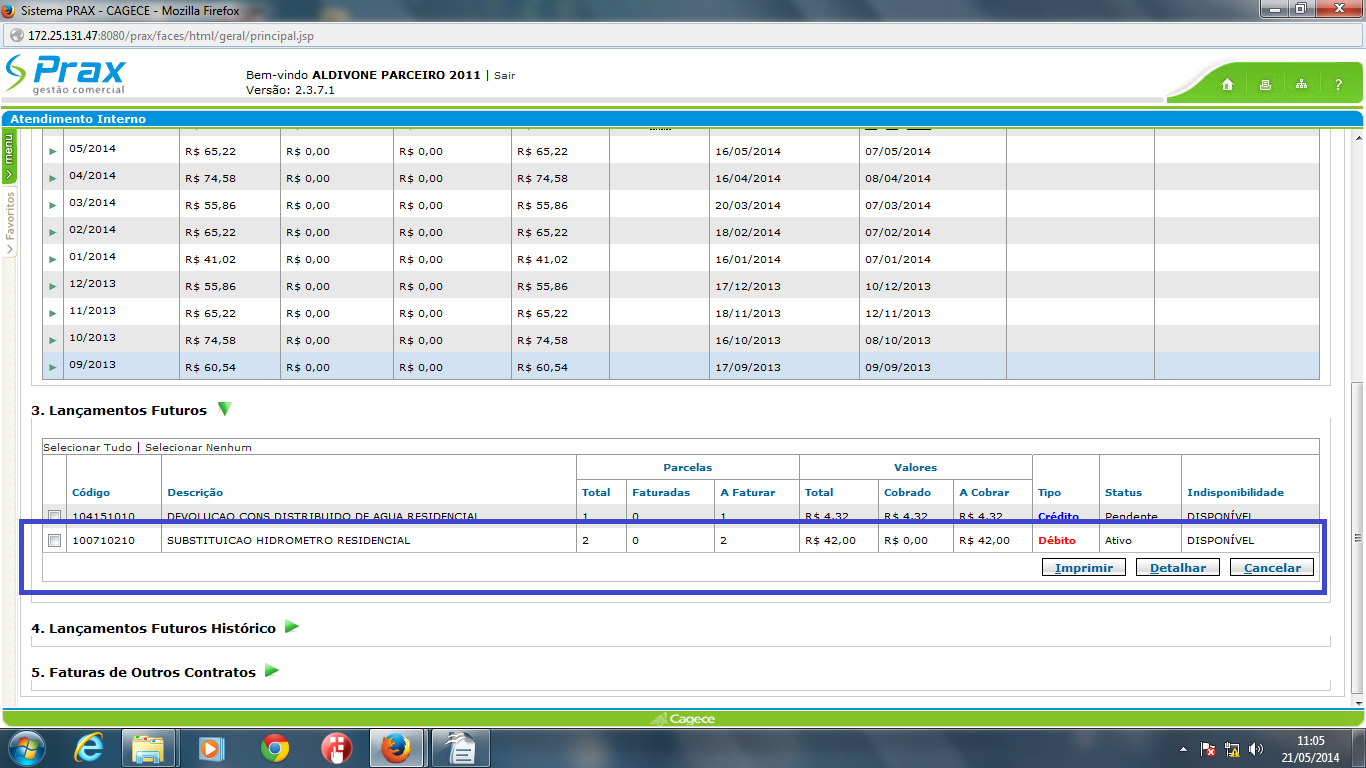 Sistema PRAX - CAGECE - Mozilla Firefox
172.25.131.47:8080/prax/faces/html/geral/principal.jsp
Prax
gestão comercial
Bem-vindo ALDIVONE PARCEIRO 2011 | Sair
Versão: 2.3.7.1
?
Atendimento Interno
menu
Favoritos
05/2014 R$ 65,22 R$ 0,00 R$ 0,00 R$ 65,22 16/05/2014 07/05/2014
04/2014 R$ 74,58 R$ 0,00 R$ 0,00 R$ 74,58 16/04/2014 08/04/2014
03/2014 R$ 55,86 R$ 0,00 R$ 0,00 R$ 55,86 20/03/2014 07/03/2014
02/2014 R$ 65,22 R$ 0,00 R$ 0,00 R$ 65,22 18/02/2014 07/02/2014
01/2014 R$ 41,02 R$ 0,00 R$ 0,00 R$ 41,02 16/01/2014 07/01/2014
12/2013 R$ 55,86 R$ 0,00 R$ 0,00 R$ 55,86 17/12/2013 10/12/2013
11/2013 R$ 65,22 R$ 0,00 R$ 0,00 R$ 65,22 18/11/2013 12/11/2013
10/2013 R$ 74,58 R$ 0,00 R$ 0,00 R$ 74,58 16/10/2013 08/10/2013
09/2013 R$ 60,54 R$ 0,00 R$ 0,00 R$ 60,54 17/09/2013 09/09/2013
3. Lançamentos Futuros
Selecionar Tudo | Selecionar Nenhum
Parcelas Valores
Código Descrição Total Faturadas A Faturar Total Cobrado A Cobrar Tipo Status Indisponibilidade
104151010 DEVOLUCAO CONS DISTRIBUIDO DE AGUA RESIDENCIAL 1 0 1 R$ 4,32 R$ 4,32 R$ 4,32 Crédito Pendente DISPONÍVEL
100710210 SUBSTITUICAO HIDROMETRO RESIDENCIAL 2 0 2 R$ 42,00 R$ 0,00 R$ 42,00 Débito Ativo DISPONÍVEL
Imprimir Detalhar Cancelar
4. Lançamentos Futuros Histórico
5. Faturas de Outros Contratos
Cagece
11:05
21/05/2014